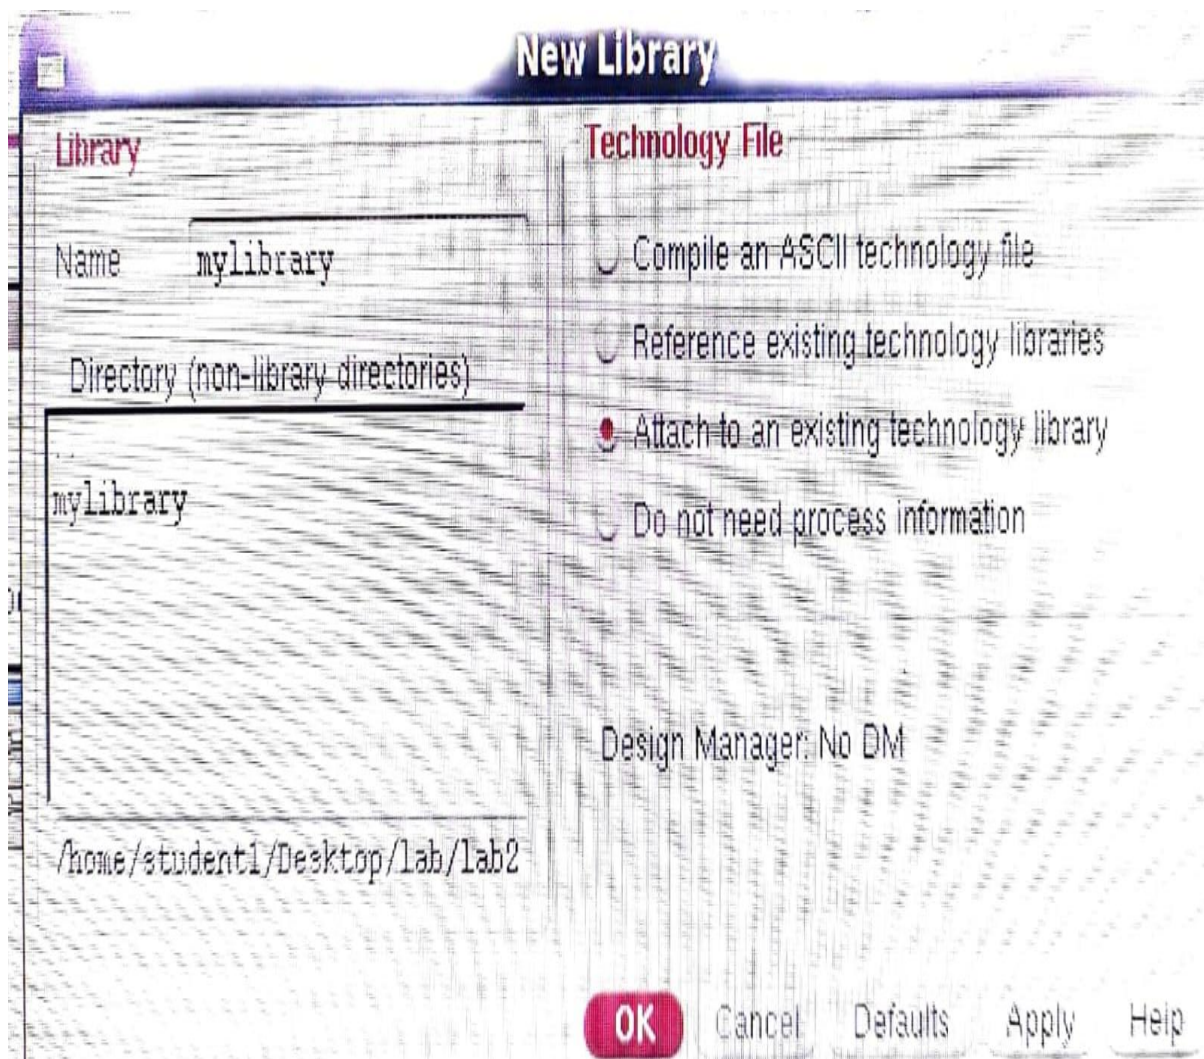 New Library
Library
Name mylibrary
Directory (non-library directories)
..
mylibrary
/home/student1/Desktop/lab/lab2
Technology File
Compile an ASCII technology file
Reference existing technology libraries
Attach to an existing technology library
Do not need process information
Design Manager: No DM
OK Cancel Defaults Apply Help